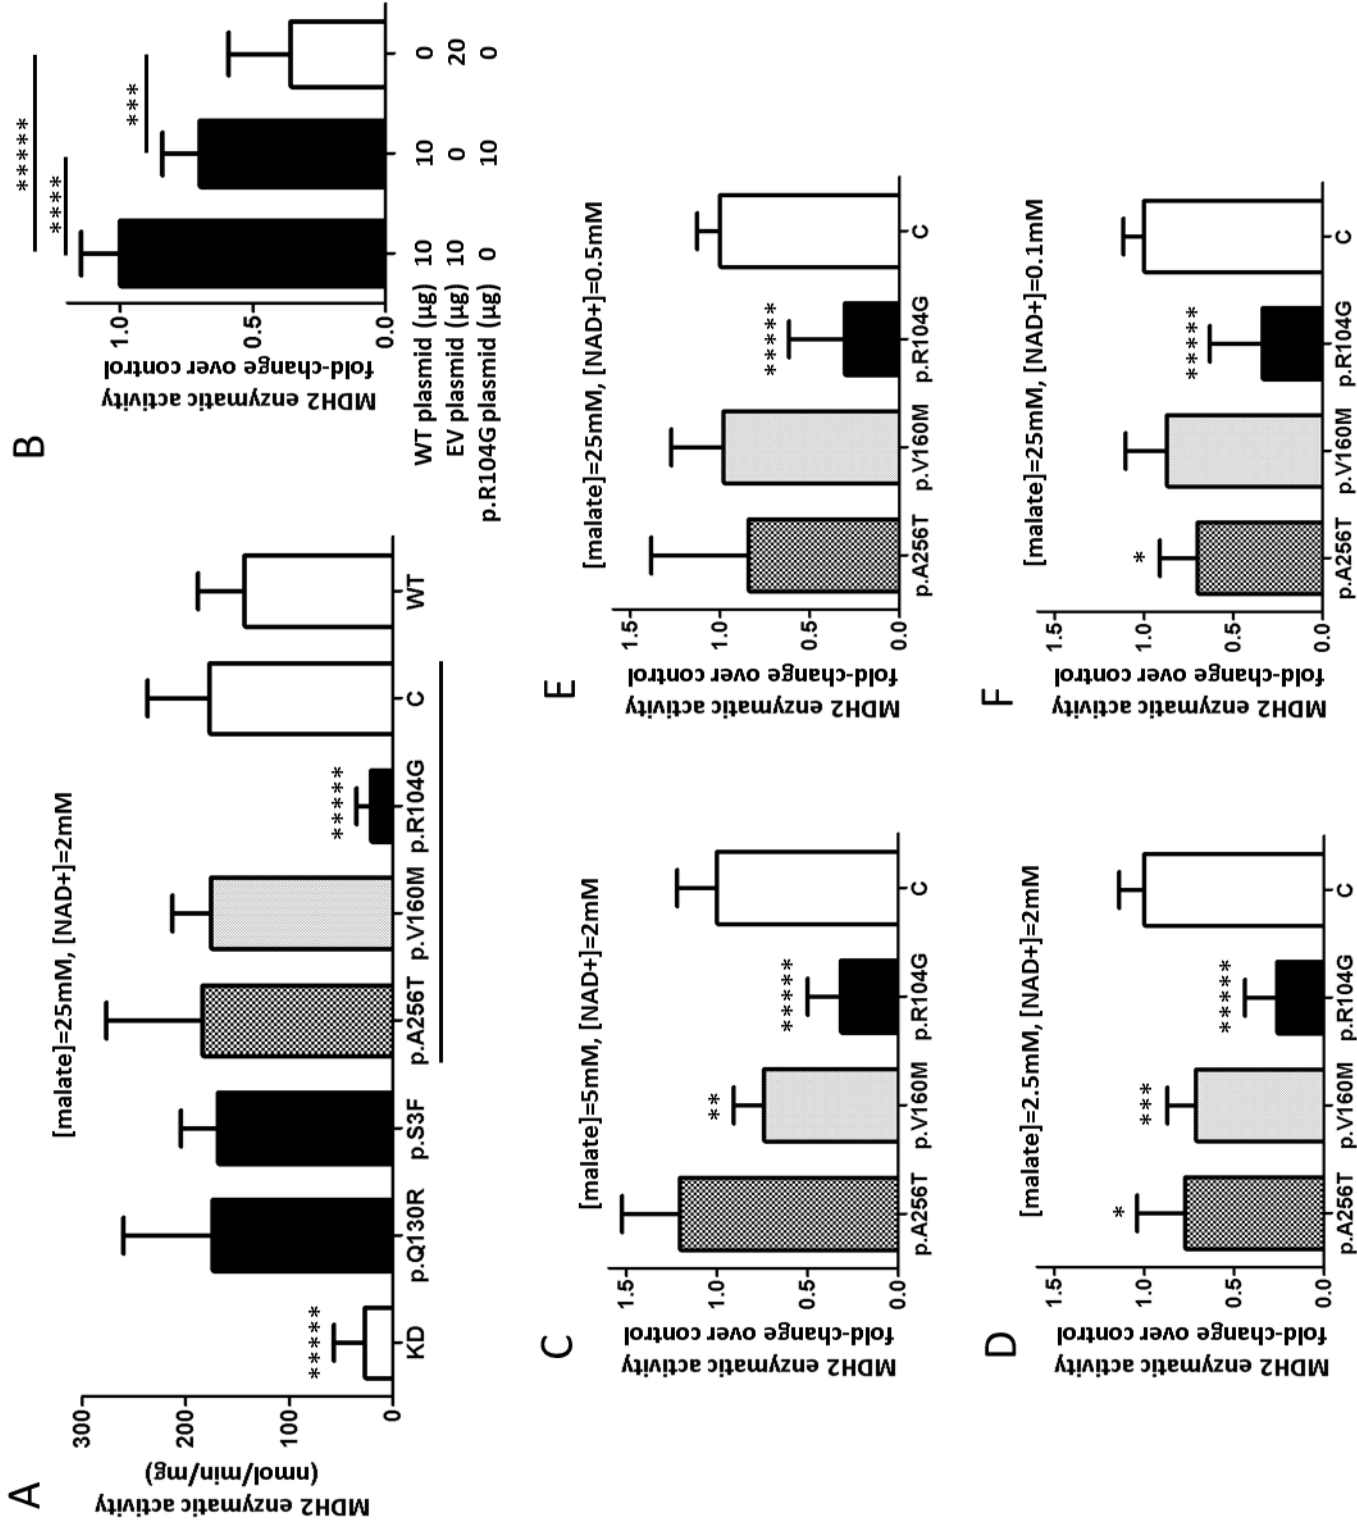 A
[malate]=25mM, [NAD+]=2mM
MDH2 enzymatic activity
(nmol/min/mg)
300
200
100
0
*****
*****
KD
p.Q130R
p.S3F
p.A256T
p.V160M
p.R104G
C
WT
B
*****
****
***
MDH2 enzymatic activity
fold-change over control
1.0
0.5
0.0
WT plasmid (µg) 10 10 0
EV plasmid (µg) 10 0 20
p.R104G plasmid (µg) 0 10 0
C
[malate]=5mM, [NAD+]=2mM
MDH2 enzymatic activity
fold-change over control
1.5
1.0
0.5
0.0
**
*****
p.A256T
p.V160M
p.R104G
C
E
[malate]=25mM, [NAD+]=0.5mM
MDH2 enzymatic activity
fold-change over control
1.5
1.0
0.5
0.0
*****
p.A256T
p.V160M
p.R104G
C
D
[malate]=2.5mM, [NAD+]=2mM
MDH2 enzymatic activity
fold-change over control
1.5
1.0
0.5
0.0
*
***
*****
p.A256T
p.V160M
p.R104G
C
F
[malate]=25mM, [NAD+]=0.1mM
MDH2 enzymatic activity
fold-change over control
1.5
1.0
0.5
0.0
*
*****
p.A256T
p.V160M
p.R104G
C